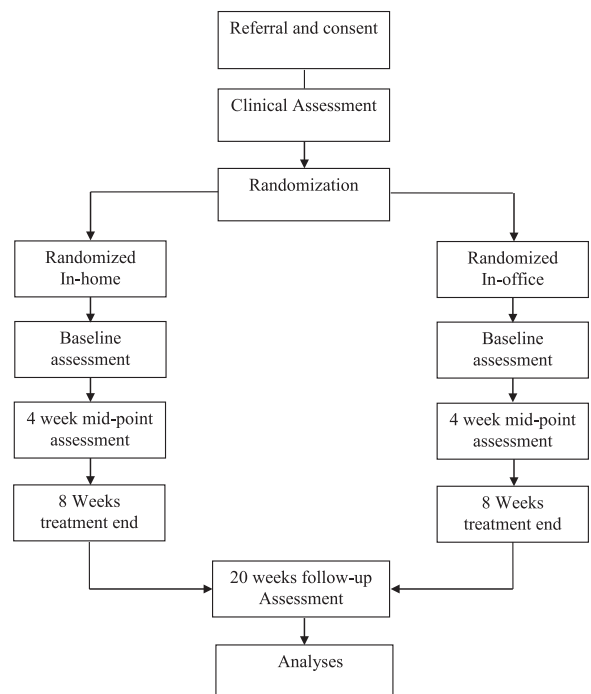 Referral and consent
Clinical Assessment
Randomization
Randomized
In-home
Randomized
In-office
Baseline
assessment
Baseline
assessment
4 week mid-point
assessment
4 week mid-point
assessment
8 Weeks
treatment end
8 Weeks
treatment end
20 weeks follow-up
Assessment
Analyses